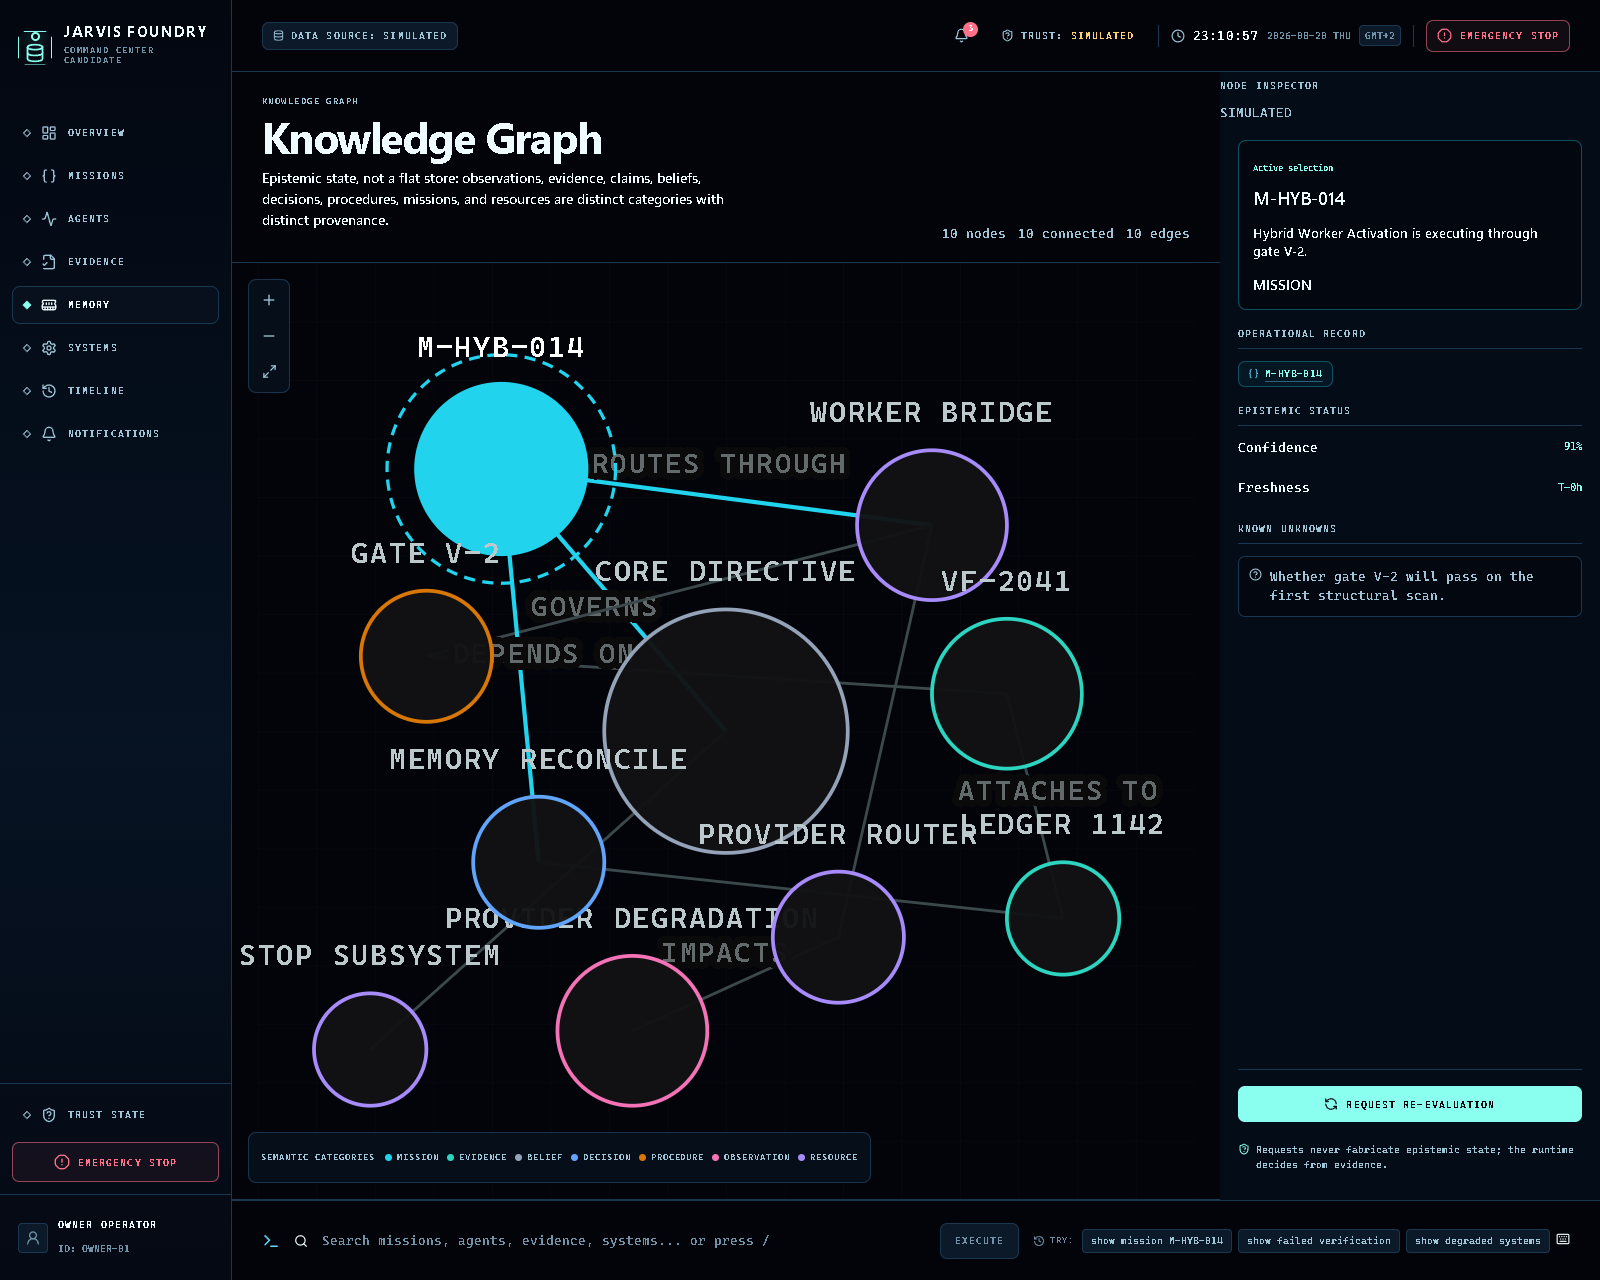 JARVIS FOUNDRY
COMMAND CENTER
CANDIDATE
DATA SOURCE: SIMULATED
3
TRUST: SIMULATED
23:10:57
2026-08-20 THU
GMT+2
EMERGENCY STOP
OVERVIEW
MISSIONS
AGENTS
EVIDENCE
MEMORY
SYSTEMS
TIMELINE
NOTIFICATIONS
TRUST STATE
EMERGENCY STOP
OWNER OPERATOR
ID: OWNER-01
KNOWLEDGE GRAPH
Knowledge Graph
Epistemic state, not a flat store: observations, evidence, claims, beliefs,
decisions, procedures, missions, and resources are distinct categories with
distinct provenance.
10 nodes 10 connected 10 edges
M-HYB-014
WORKER BRIDGE
ROUTES THROUGH
GATE V-2
CORE DIRECTIVE
VF-2041
GOVERNS
DEPENDS ON
MEMORY RECONCILE
ATTACHES TO
LEDGER 1142
PROVIDER ROUTER
PROVIDER DEGRADATION
IMPACTS
STOP SUBSYSTEM
SEMANTIC CATEGORIES MISSION EVIDENCE BELIEF DECISION PROCEDURE OBSERVATION RESOURCE
NODE INSPECTOR
SIMULATED
Active selection
M-HYB-014
Hybrid Worker Activation is executing through
gate V-2.
MISSION
OPERATIONAL RECORD
M-HYB-014
EPISTEMIC STATUS
Confidence 91%
Freshness T-0h
KNOWN UNKNOWNS
Whether gate V-2 will pass on the
first structural scan.
REQUEST RE-EVALUATION
Requests never fabricate epistemic state; the runtime
decides from evidence.
Search missions, agents, evidence, systems... or press /
EXECUTE
TRY:
show mission M-HYB-014
show failed verification
show degraded systems